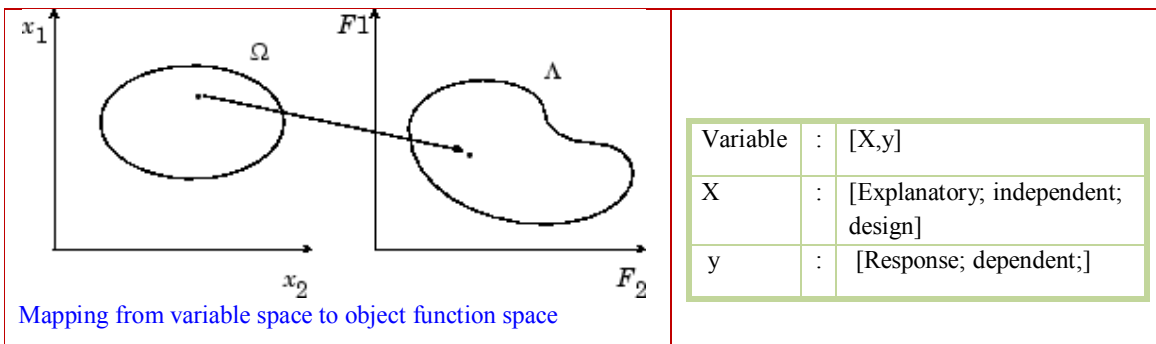 x1
Ω
x2
F1
Λ
F2
Mapping from variable space to object function space
Variable : [X,y]
X : [Explanatory; independent;
design]
y : [Response; dependent;]